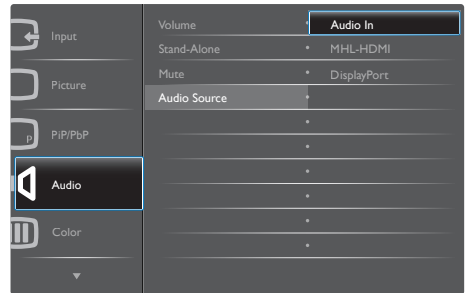 Input
Picture
PiP/PbP
P
Audio
Color
Volume
Stand-Alone
Mute
Audio Source
Audio In
MHL-HDMI
DisplayPort